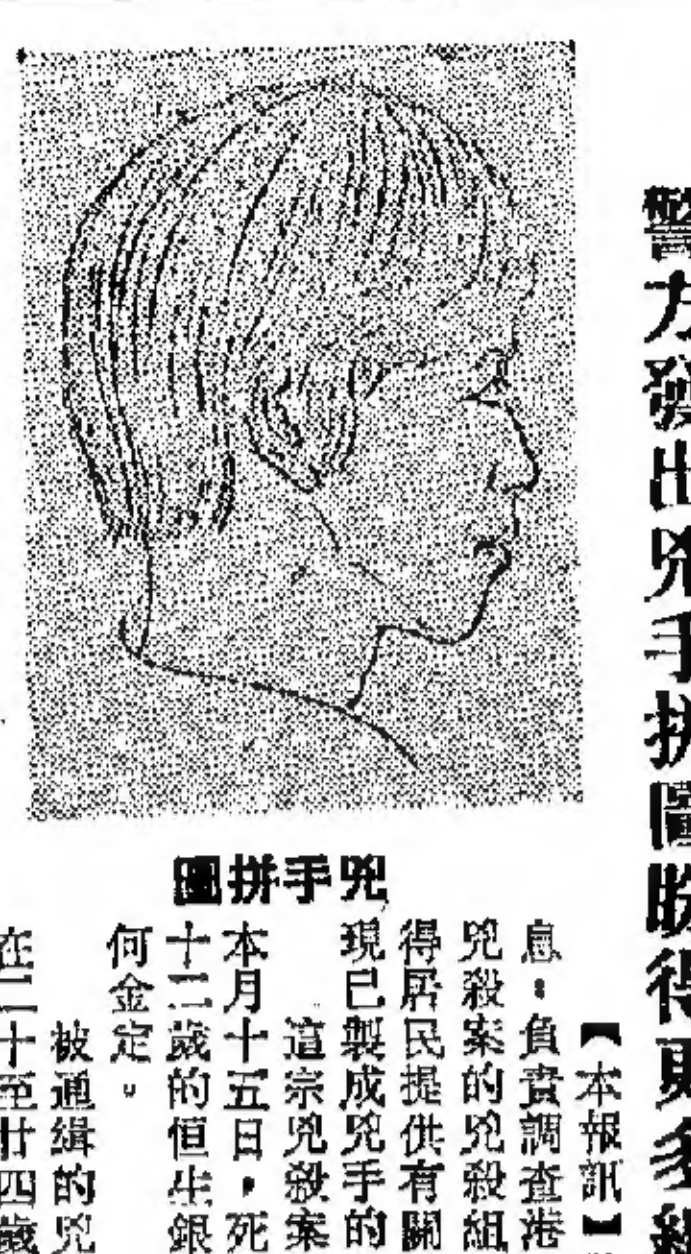 警方發出兇手拼圖盼得更多線
兇手拼圖
【本報訊】
息：負責調查港
兇殺案的兇殺組
得居民提供有關
現已製成兇手的
這宗兇殺案
本月十五日，死
十二歲的恒生銀
何金定。
被通緝的兇
在二十至廿四歲